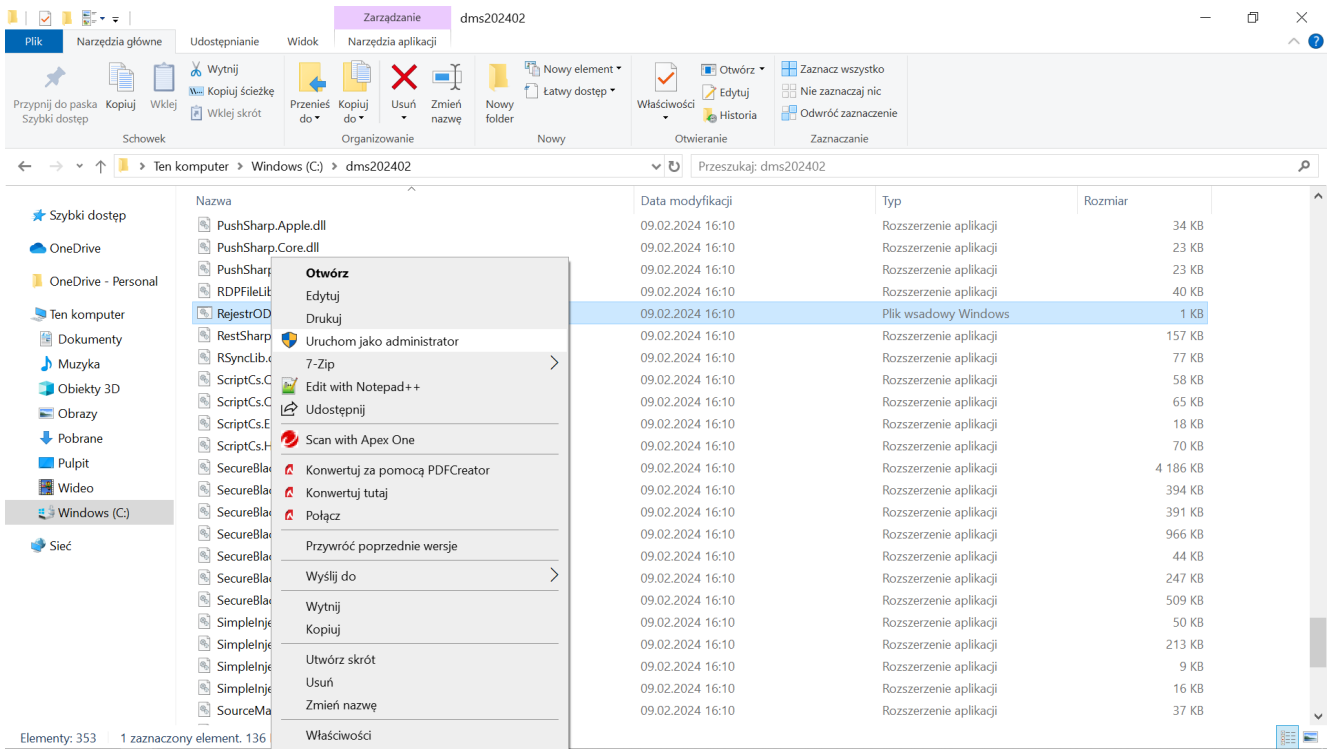 Zarządzanie dms202402
Plik Narzędzia główne Udostępnianie Widok Narzędzia aplikacji
Przypnij do paska Szybki dostęp
Kopiuj
Wklej
Wytnij
Kopiuj ścieżkę
Wklej skrót
Schowek
Przenieś do
Kopiuj do
Usuń
Zmień nazwę
Organizowanie
Nowy folder
Nowy element
Łatwy dostęp
Nowy
Właściwości
Otwórz
Edytuj
Historia
Otwieranie
Zaznacz wszystko
Nie zaznaczaj nic
Odwróć zaznaczenie
Zaznaczanie
Ten komputer > Windows (C:) > dms202402
Przeszukaj: dms202402
Szybki dostęp
OneDrive
OneDrive - Personal
Ten komputer
Dokumenty
Muzyka
Obiekty 3D
Obrazy
Pobrane
Pulpit
Wideo
Windows (C:)
Sieć
Nazwa Data modyfikacji Typ Rozmiar
PushSharp.Apple.dll 09.02.2024 16:10 Rozszerzenie aplikacji 34 KB
PushSharp.Core.dll 09.02.2024 16:10 Rozszerzenie aplikacji 23 KB
PushSharp 09.02.2024 16:10 Rozszerzenie aplikacji 23 KB
RDPFileLib 09.02.2024 16:10 Rozszerzenie aplikacji 40 KB
RejestrOD 09.02.2024 16:10 Plik wsadowy Windows 1 KB
RestSharp 09.02.2024 16:10 Rozszerzenie aplikacji 157 KB
RSyncLib. 09.02.2024 16:10 Rozszerzenie aplikacji 77 KB
ScriptCs.C 09.02.2024 16:10 Rozszerzenie aplikacji 58 KB
ScriptCs.C 09.02.2024 16:10 Rozszerzenie aplikacji 65 KB
ScriptCs.E 09.02.2024 16:10 Rozszerzenie aplikacji 18 KB
ScriptCs.H 09.02.2024 16:10 Rozszerzenie aplikacji 70 KB
SecureBla 09.02.2024 16:10 Rozszerzenie aplikacji 4 186 KB
SecureBla 09.02.2024 16:10 Rozszerzenie aplikacji 394 KB
SecureBla 09.02.2024 16:10 Rozszerzenie aplikacji 391 KB
SecureBla 09.02.2024 16:10 Rozszerzenie aplikacji 966 KB
SecureBla 09.02.2024 16:10 Rozszerzenie aplikacji 44 KB
SecureBla 09.02.2024 16:10 Rozszerzenie aplikacji 247 KB
SecureBla 09.02.2024 16:10 Rozszerzenie aplikacji 509 KB
SimpleInje 09.02.2024 16:10 Rozszerzenie aplikacji 50 KB
SimpleInje 09.02.2024 16:10 Rozszerzenie aplikacji 213 KB
SimpleInje 09.02.2024 16:10 Rozszerzenie aplikacji 9 KB
SimpleInje 09.02.2024 16:10 Rozszerzenie aplikacji 16 KB
SourceMa 09.02.2024 16:10 Rozszerzenie aplikacji 37 KB
Otwórz
Edytuj
Drukuj
Uruchom jako administrator
7-Zip
Edit with Notepad++
Udostępnij
Scan with Apex One
Konwertuj za pomocą PDFCreator
Konwertuj tutaj
Połącz
Przywróć poprzednie wersje
Wyślij do
Wytnij
Kopiuj
Utwórz skrót
Usuń
Zmień nazwę
Właściwości
Elementy: 353 1 zaznaczony element. 136